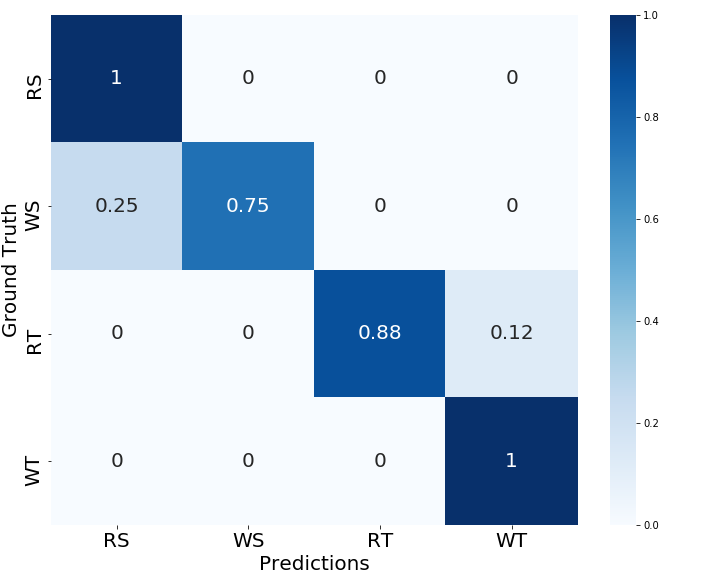 Ground Truth
RS 1 0 0 0
WS 0.25 0.75 0 0
RT 0 0 0.88 0.12
WT 0 0 0 1
RS WS RT WT
Predictions
1.0
0.8
0.6
0.4
0.2
0.0